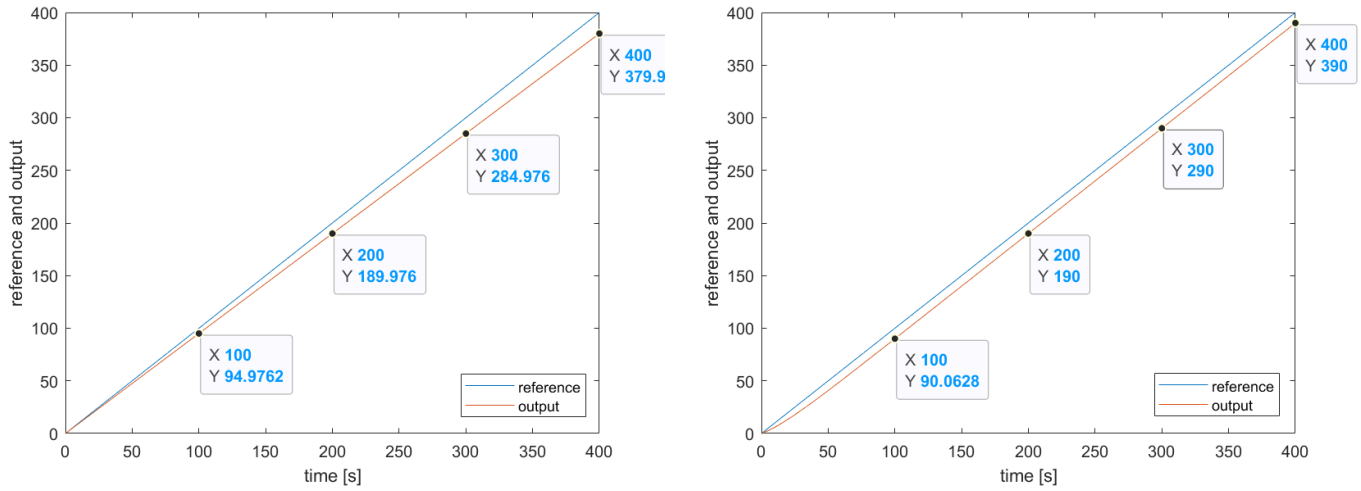 400
350
300
250
200
150
100
50
0
reference and output
X 400
Y 379.9
X 300
Y 284.976
X 200
Y 189.976
X 100
Y 94.9762
reference
output
0 50 100 150 200 250 300 350 400
time [s]
400
350
300
250
200
150
100
50
0
reference and output
X 400
Y 390
X 300
Y 290
X 200
Y 190
X 100
Y 90.0628
reference
output
0 50 100 150 200 250 300 350 400
time [s]